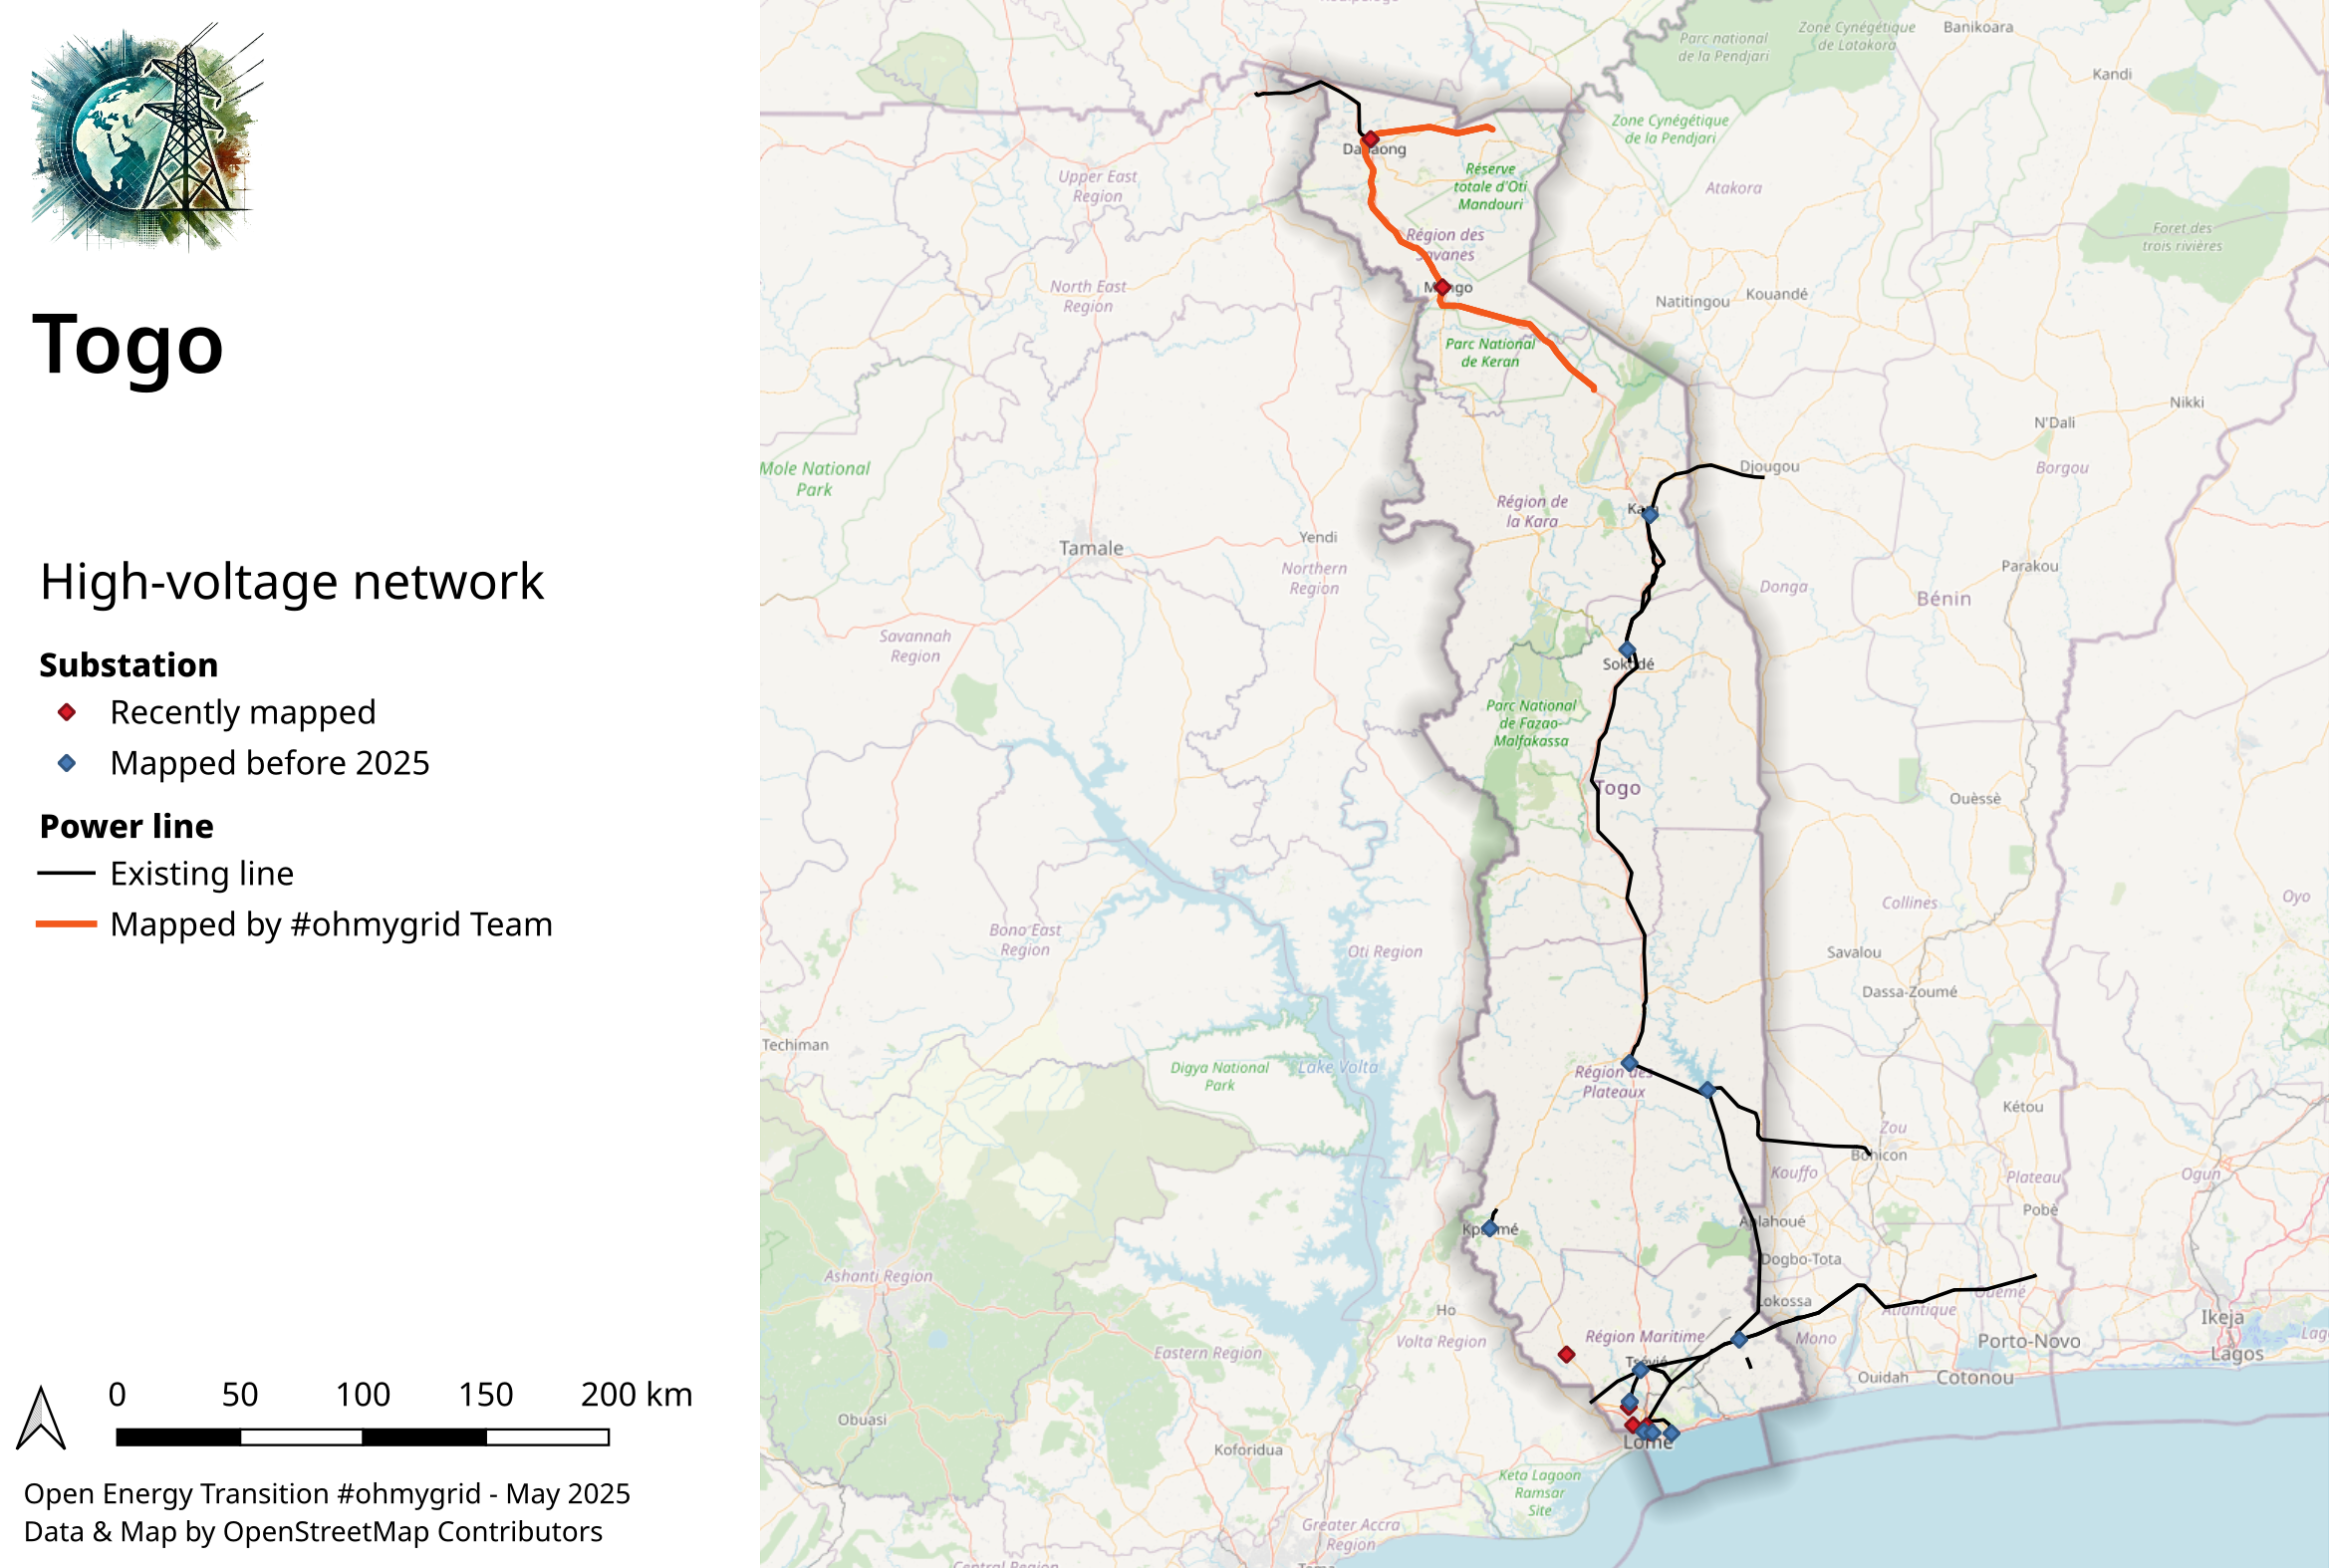 Togo
High-voltage network
Substation
Recently mapped
Mapped before 2025
Power line
Existing line
Mapped by #ohmygrid Team
0 50 100 150 200 km
Open Energy Transition #ohmygrid - May 2025
Data & Map by OpenStreetMap Contributors
Parc national
de la Pendjari
Zone Cynégétique
de Latakora
Banikoara
Kandi
Zone Cynégétique
de la Pendjari
Upper East
Region
Réserve
totale d'Oti
Mandouri
Atakora
Foret des
trois rivières
Région des
Savanes
North East
Region
Natitingou
Kouandé
Parc National
de Keran
Nikki
N'Dali
Borgou
Mole National
Park
Djougou
Région de
la Kara
Tamale
Yendi
Northern
Region
Parakou
Donga
Bénin
Savannah
Region
Sokodé
Parc National
de Fazao-
Malfakassa
Togo
Ouèssè
Collines
Oyo
Bono East
Region
Oti Region
Savalou
Dassa-Zoumé
Techiman
Digya National
Park
Lake Volta
Région des
Plateaux
Kétou
Zou
Bohicon
Kouffo
Plateau
Ogun
Pobè
Aplahoué
Dogbo-Tota
Ashanti Region
Ho
Lokossa
Atlantique
Ouémé
Ikeja
Volta Region
Région Maritime
Mono
Porto-Novo
Lagos
Eastern Region
Tsévié
Ouidah
Cotonou
Obuasi
Koforidua
Lomé
Keta Lagoon
Ramsar
Site
Greater Accra
Region
Central Region